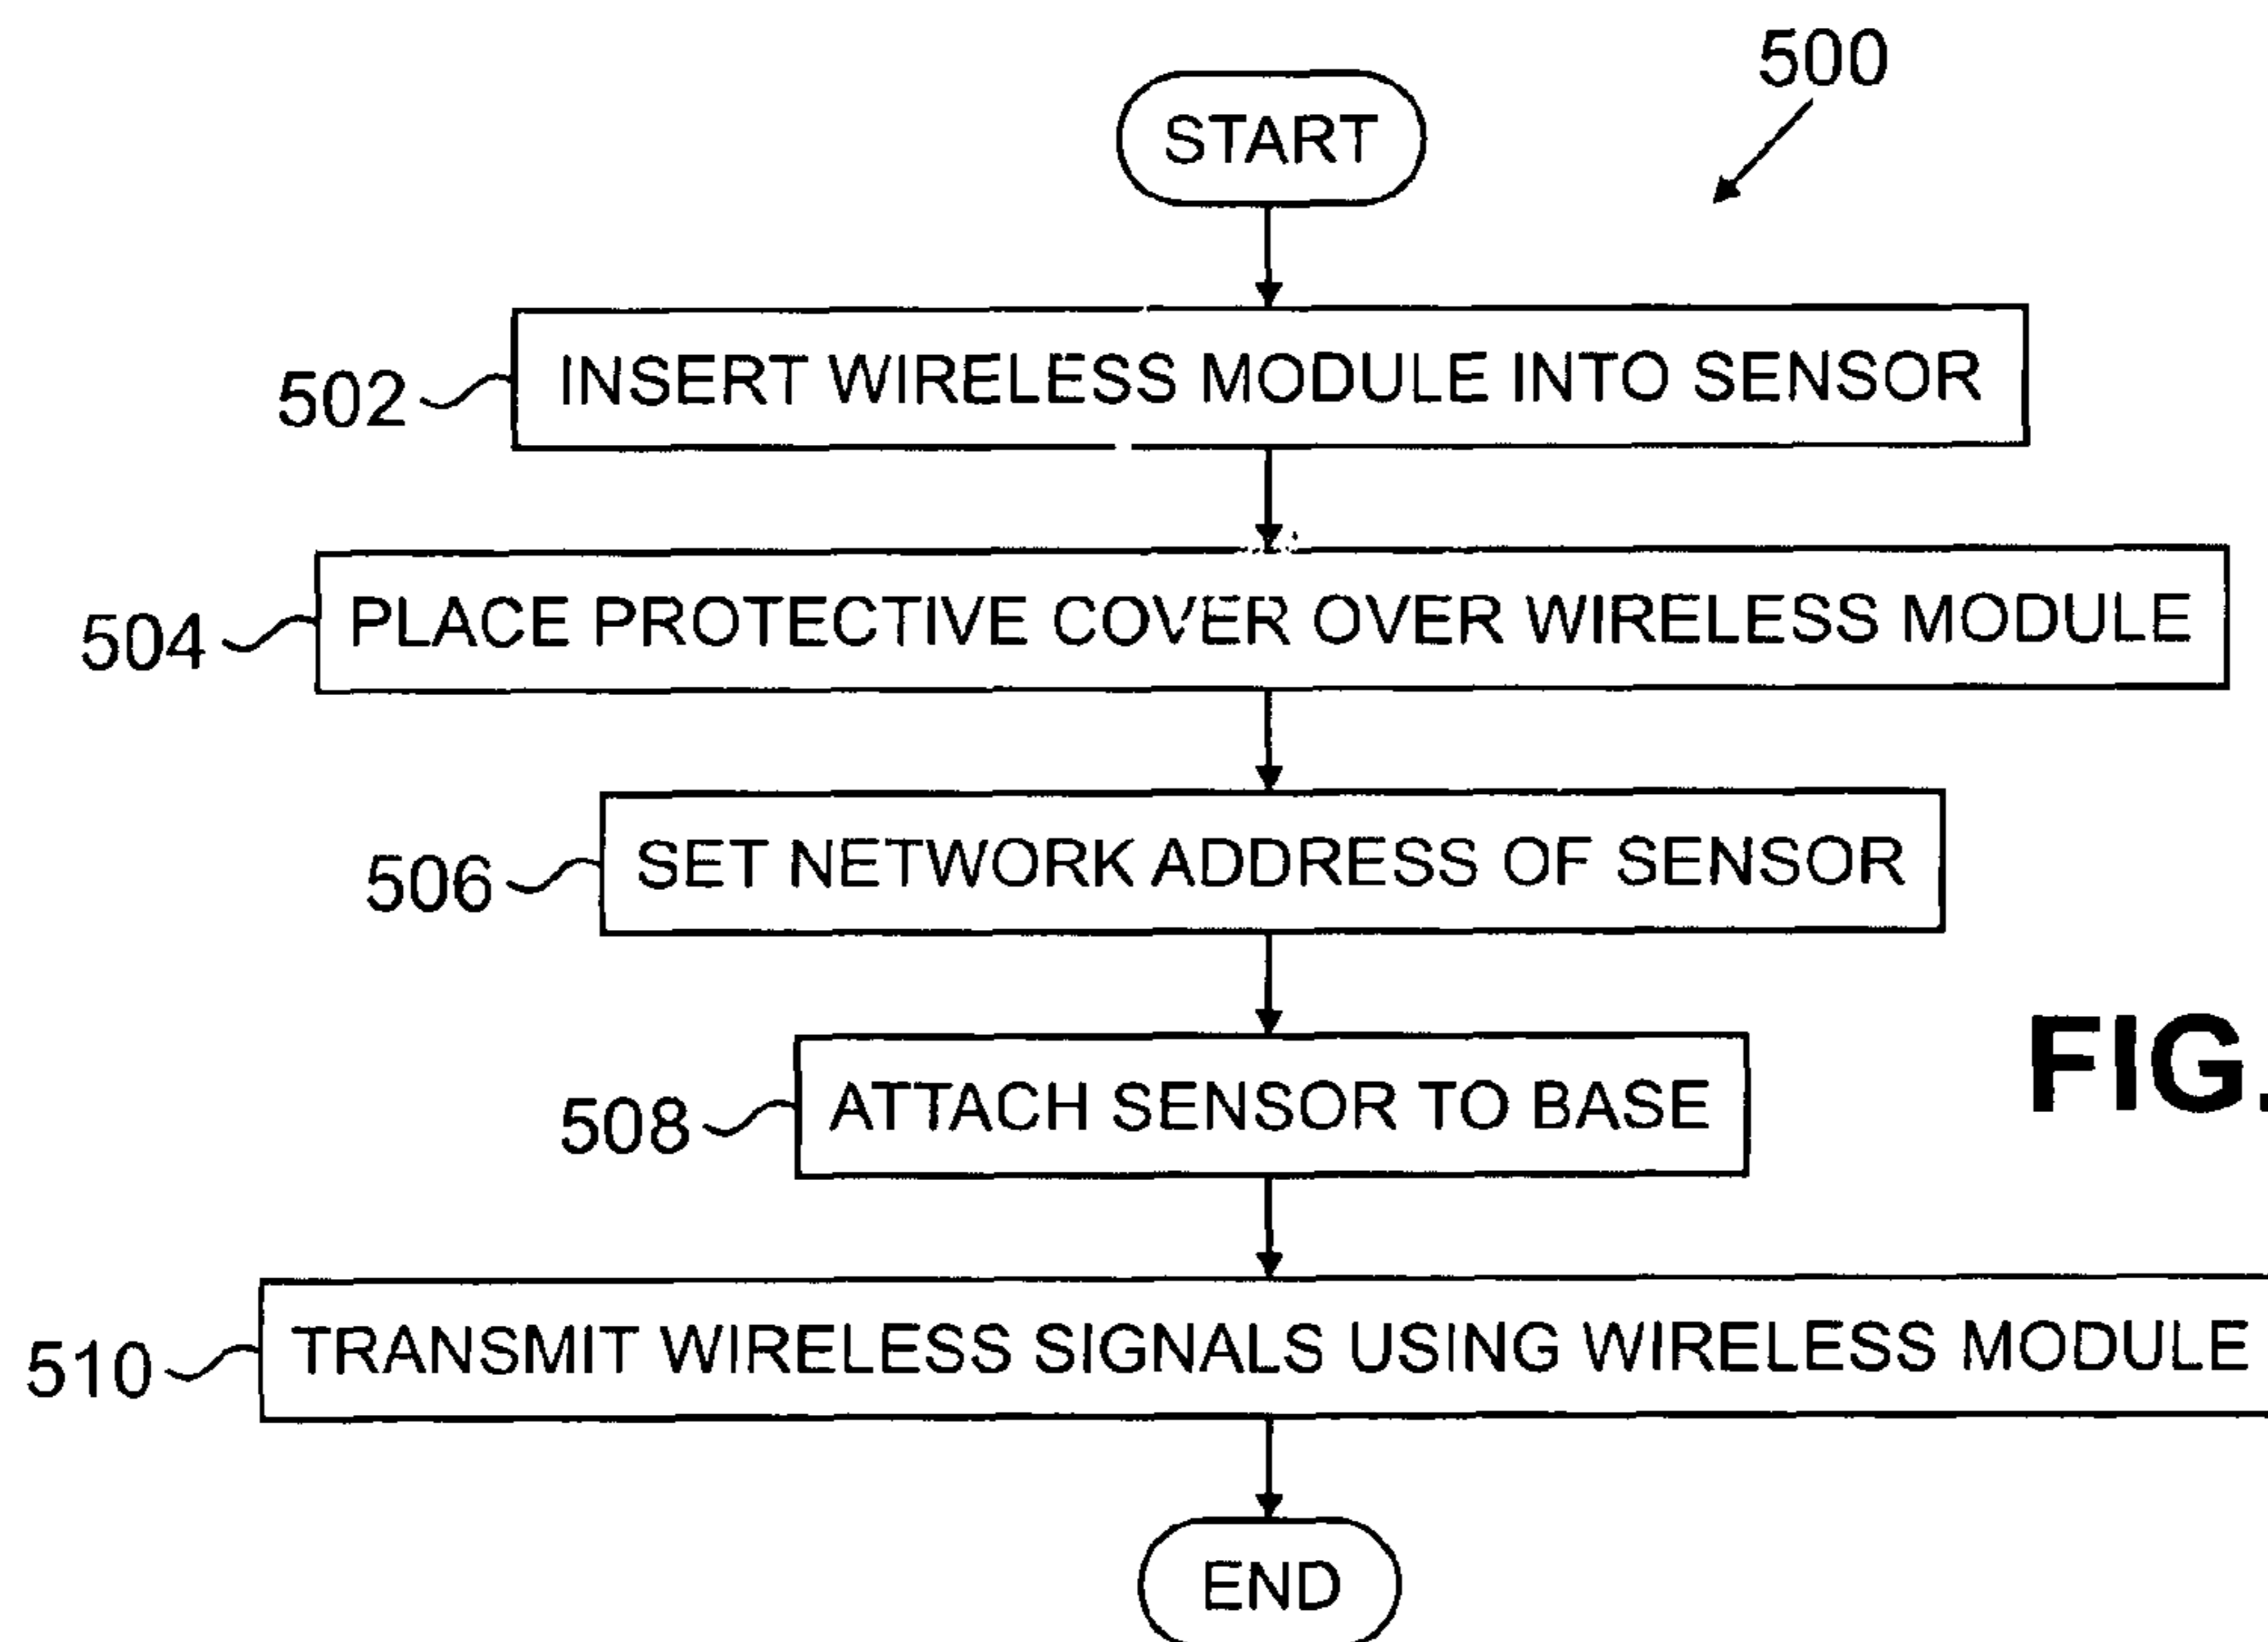 500
START
502 INSERT WIRELESS MODULE INTO SENSOR
504 PLACE PROTECTIVE COVER OVER WIRELESS MODULE
506 SET NETWORK ADDRESS OF SENSOR
FIG.
508 ATTACH SENSOR TO BASE
510 TRANSMIT WIRELESS SIGNALS USING WIRELESS MODULE
END